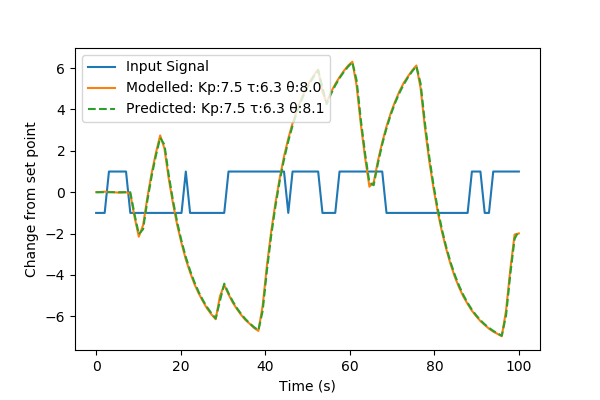 Input Signal
Modelled: Kp:7.5 τ:6.3 θ:8.0
Predicted: Kp:7.5 τ:6.3 θ:8.1
Change from set point
6
4
2
0
−2
−4
−6
0 20 40 60 80 100
Time (s)